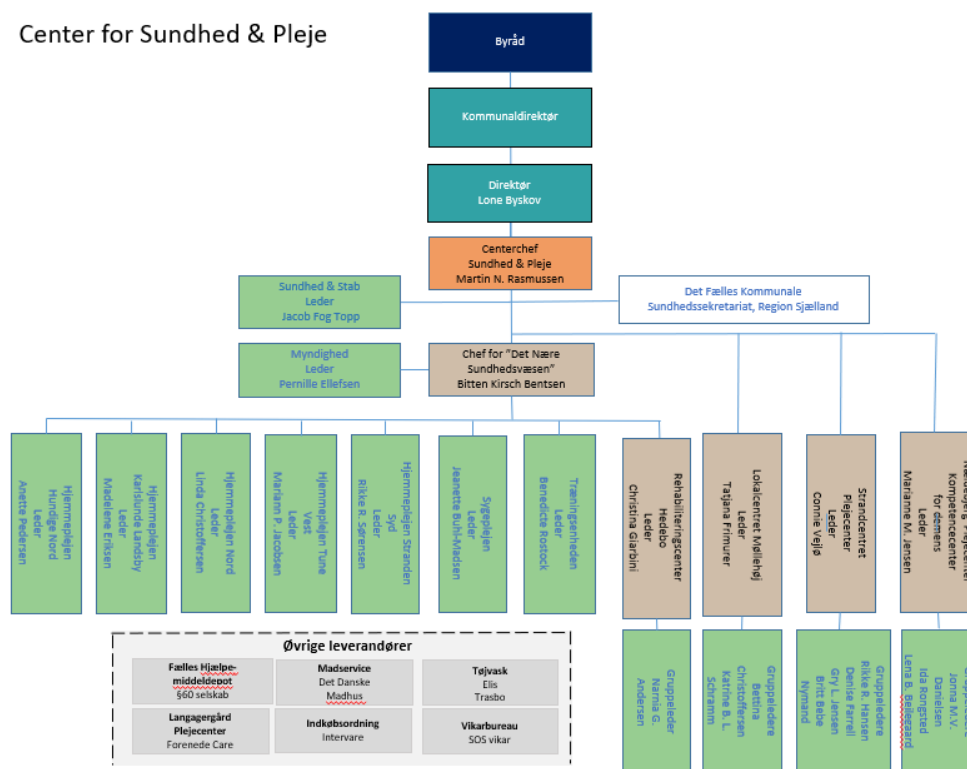 Center for Sundhed & Pleje
Byråd
Kommunaldirektør
Direktør
Lone Byskov
Centerchef
Sundhed & Pleje
Martin N. Rasmussen
Sundhed & Stab
Leder
Jacob Fog Topp
Det Fælles Kommunale
Sundhedssekretariat, Region Sjælland
Myndighed
Leder
Pernille Ellefsen
Chef for "Det Nære
Sundhedsvæsen"
Bitten Kirsch Bentsen
Hjemmeplejen
Hundige Nord
Leder
Anette Pedersen
Hjemmeplejen
Karlslunde Landsby
Leder
Madelene Eriksen
Hjemmeplejen Nord
Leder
Linda Christoffersen
Hjemmeplejen Tune
Vest
Leder
Mariann P. Jacobsen
Hjemmeplejen Stranden
Syd
Leder
Rikke R. Sørensen
Sygeplejen
Leder
Jeanette Buhl-Madsen
Træningsenheden
Leder
Benedicte Rostock
Rehabiliteringscenter
Hedebo
Leder
Christina Giarbini
Lokalcentret Møllehøj
Leder
Tatjana Frimurer
Strandcentret
Plejecenter
Leder
Connie Vejlø
Kompetencecenter
for demens
Leder
Marianne M. Jensen
Gruppeleder
Narnia G.
Andersen
Gruppeledere
Bettina
Christoffersen
Katrine B. L.
Schramm
Gruppeledere
Rikke R. Hansen
Denise Farrell
Gry L. Jensen
Britt Bebe
Nymand
Jonna M.V.
Danielsen
Ida Rongsted
Lena B. Bejlegaard
Øvrige leverandører
Fælles Hjælpe-
middeldepot
§60 selskab
Madservice
Det Danske
Madhus
Tøjvask
Elis
Trasbo
Langagergård
Plejecenter
Forenede Care
Indkøbsordning
Intervare
Vikarbureau
SOS vikar